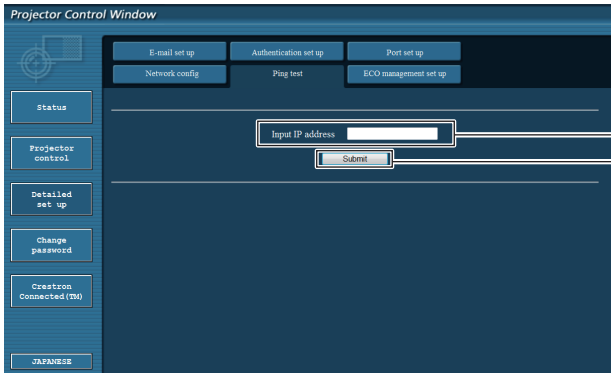 Projector Control Window
E-mail set up
Authentication set up
Port set up
Network config
Ping test
ECO management set up
Status
Projector
control
Detailed
set up
Change
password
Crestron
Connected(TM)
JAPANESE
Input IP address
Submit